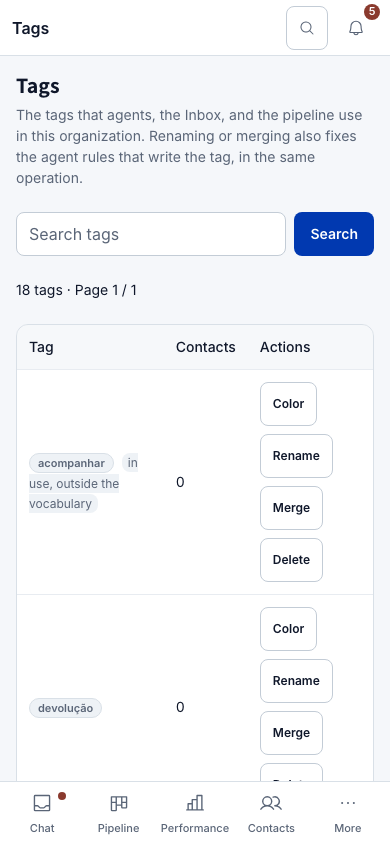 Tags
5
Tags
The tags that agents, the Inbox, and the pipeline use
in this organization. Renaming or merging also fixes
the agent rules that write the tag, in the same
operation.
Search tags
Search
18 tags · Page 1 / 1
Tag Contacts Actions
acompanhar in
use, outside the
vocabulary
0
Color
Rename
Merge
Delete
devolução
0
Color
Rename
Merge
Chat
Pipeline
Performance
Contacts
More